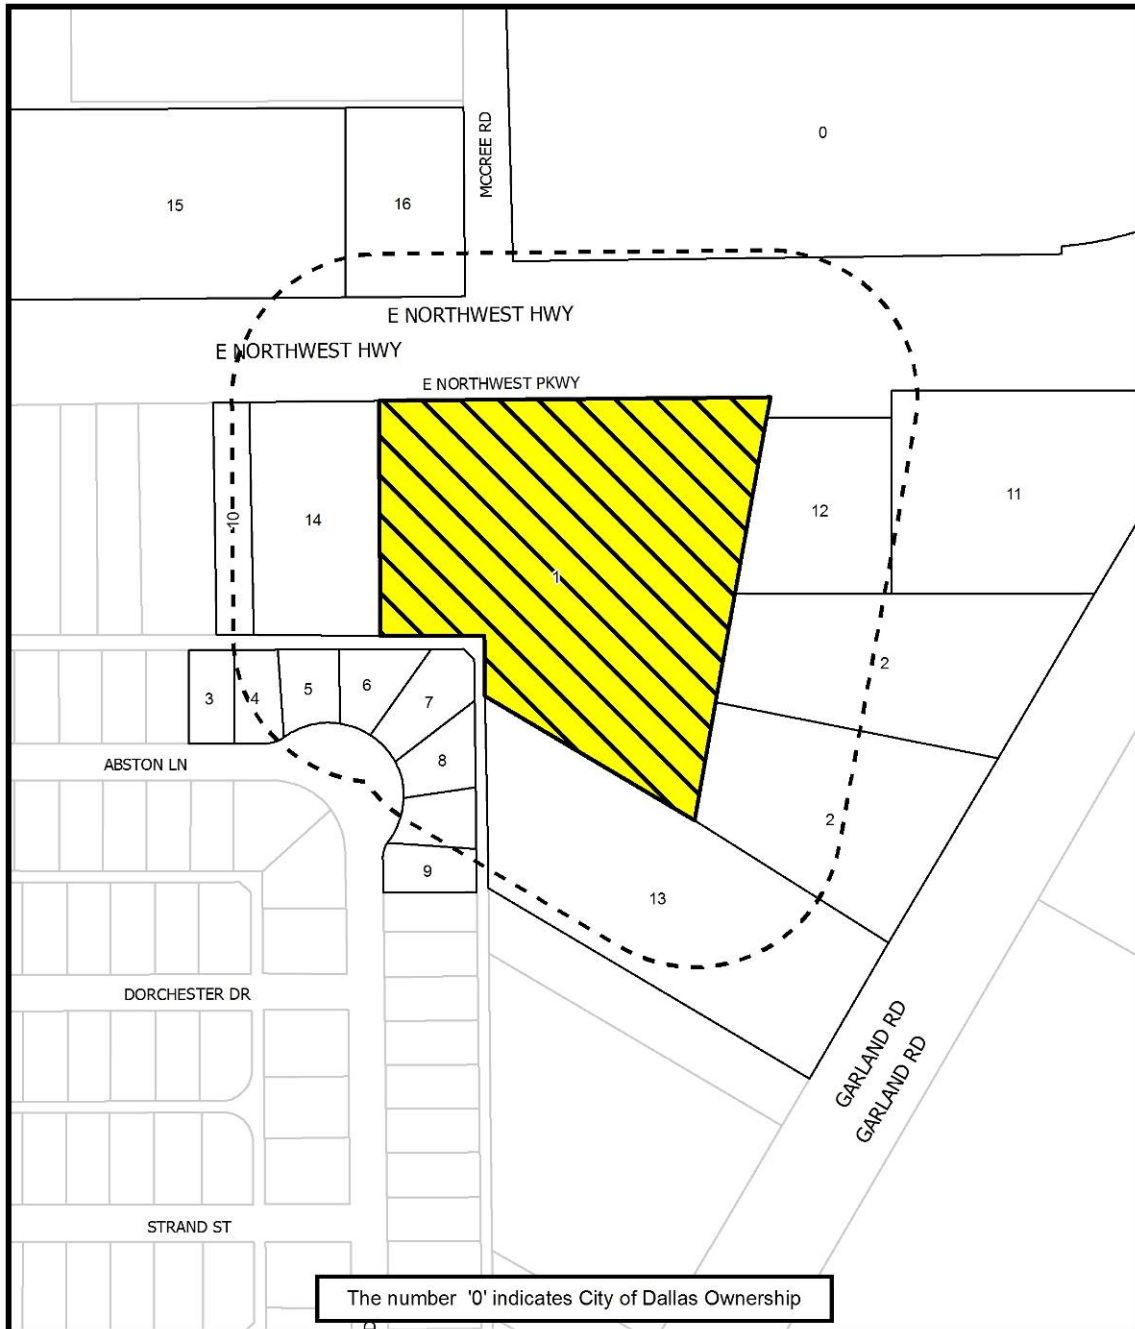 0
MCCREE RD
15
16
E NORTHWEST HWY
E NORTHWEST HWY
E NORTHWEST PKWY
11
12
10
14
1
2
3
4
5
6
7
8
ABSTON LN
2
9
13
DORCHESTER DR
GARLAND RD
GARLAND RD
STRAND ST
The number '0' indicates City of Dallas Ownership